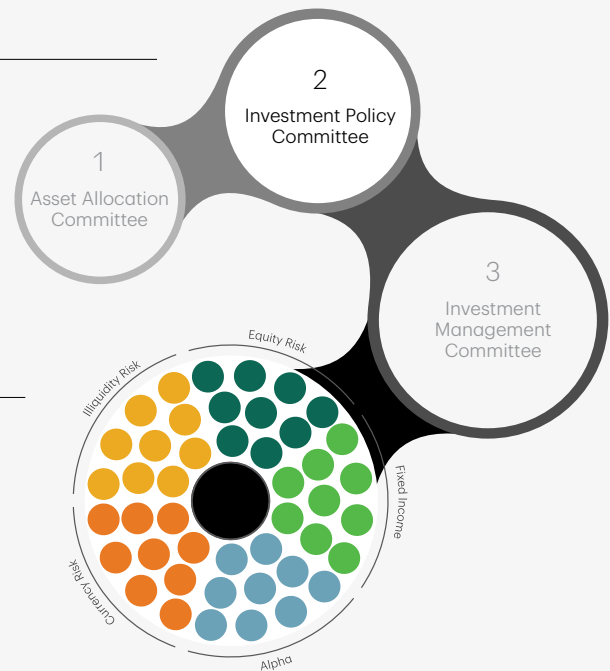 1
Asset Allocation
Committee
2
Investment Policy
Committee
3
Investment
Management
Committee
Equity Risk
Illiquidity Risk
Fixed Income
Currency Risk
Alpha